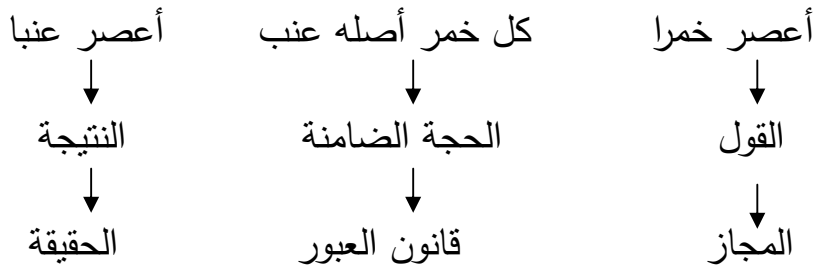 أعصر خمرا كل خمر أصله عنب أعصر عنبا
القول الحجة الضامنة النتيجة
المجاز قانون العبور الحقيقة